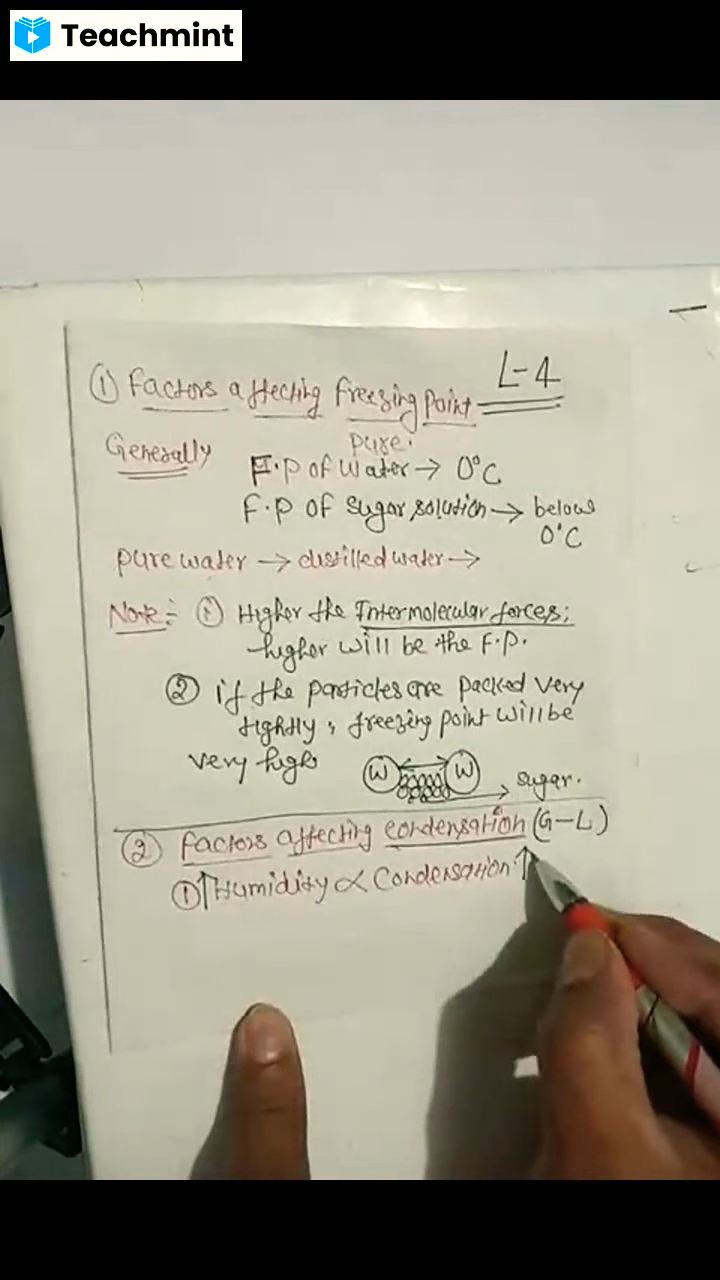 Teachmint
L-4
① Factors affecting freezing Point
Generally
pure.
F.p of Water → 0°C
F.p of sugar solution → below
0°C
pure water → distilled water →
Note:- ① Higher the Intermolecular forces;
higher will be the F.p.
② if the particles are packed very
tightly, freezing point will be
very high
W W
sugar.
② factors affecting condensation (G-L)
① ↑Humidity ∝ Condensation ↑